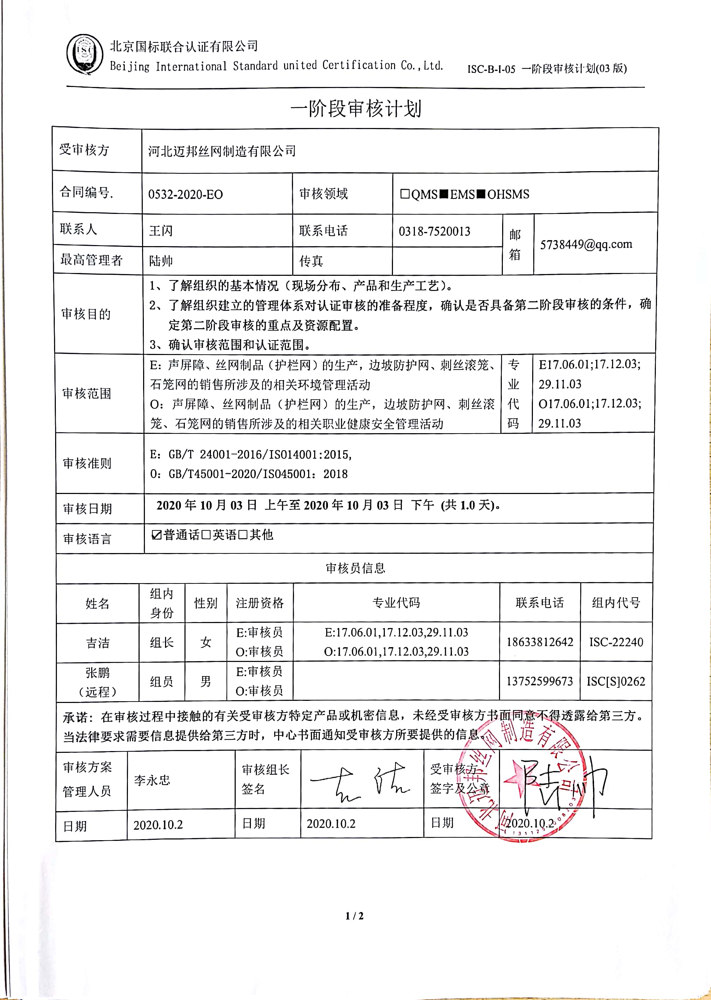 ISC
北京国标联合认证有限公司
Beijing International Standard united Certification Co.,Ltd.
ISC-B-I-05 一阶段审核计划(03 版)
一阶段审核计划
受审核方
河北迈邦丝网制造有限公司
合同编号.
0532-2020-EO
审核领域
□QMS■EMS■OHSMS
联系人
王闪
联系电话
0318-7520013
邮
箱
5738449@qq.com
最高管理者
陆帅
传真
审核目的
1、了解组织的基本情况（现场分布、产品和生产工艺）。
2、了解组织建立的管理体系对认证审核的准备程度，确认是否具备第二阶段审核的条件，确
定第二阶段审核的重点及资源配置。
3、确认审核范围和认证范围。
审核范围
E：声屏障、丝网制品（护栏网）的生产，边坡防护网、刺丝滚笼、
石笼网的销售所涉及的相关环境管理活动
O：声屏障、丝网制品（护栏网）的生产，边坡防护网、刺丝滚
笼、石笼网的销售所涉及的相关职业健康安全管理活动
专
业
代
码
E17.06.01;17.12.03;
29.11.03
O17.06.01;17.12.03;
29.11.03
审核准则
E：GB/T 24001-2016/ISO14001:2015,
O：GB/T45001-2020/ISO45001：2018
审核日期
2020 年 10 月 03 日 上午至 2020 年 10 月 03 日 下午 (共 1.0 天)。
审核语言
☑普通话□英语□其他
审核员信息
姓名
组内
身份
性别
注册资格
专业代码
联系电话
组内代号
吉洁
组长
女
E:审核员
O:审核员
E:17.06.01,17.12.03,29.11.03
O:17.06.01,17.12.03,29.11.03
18633812642
ISC-22240
张鹏
（远程）
组员
男
E:审核员
O:审核员
13752599673
ISC[S]0262
承诺：在审核过程中接触的有关受审核方特定产品或机密信息，未经受审核方书面同意不得透露给第三方。
当法律要求需要信息提供给第三方时，中心书面通知受审核方所要提供的信息。
审核方案
管理人员
李永忠
审核组长
签名
吉洁
受审核方
签字及公章
陆帅
河北迈邦丝网制造有限公司
日期
2020.10.2
日期
2020.10.2
日期
2020.10.2
1 / 2